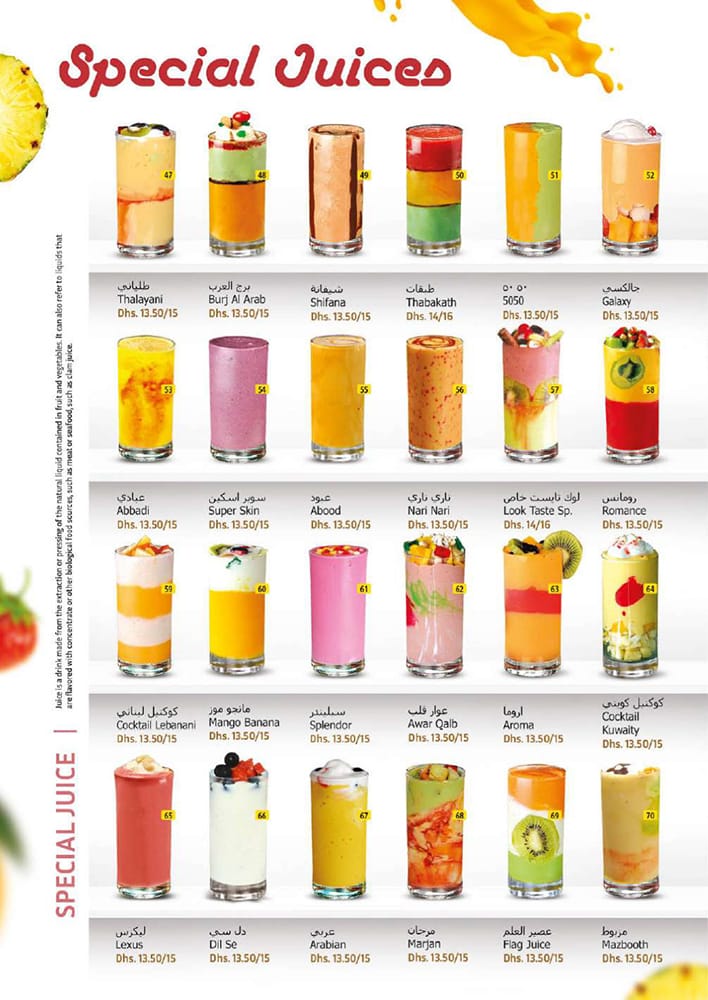 Special Juices
47
48
49
50
51
52
طلياني
Thalayani
Dhs. 13.50/15
برج العرب
Burj Al Arab
Dhs. 13.50/15
شيفانة
Shifana
Dhs. 13.50/15
طبقات
Thabakath
Dhs. 14/16
٥٠ ٥٠
5050
Dhs. 13.50/15
جالكسي
Galaxy
Dhs. 13.50/15
53
54
55
56
57
58
عبادي
Abbadi
Dhs. 13.50/15
سوبر اسكين
Super Skin
Dhs. 13.50/15
عبود
Abood
Dhs. 13.50/15
ناري ناري
Nari Nari
Dhs. 13.50/15
لوك تايست خاص
Look Taste Sp.
Dhs. 14/16
رومانس
Romance
Dhs. 13.50/15
59
60
61
62
63
64
كوكتيل لبناني
Cocktail Lebanani
Dhs. 13.50/15
مانجو موز
Mango Banana
Dhs. 13.50/15
سبليندر
Splendor
Dhs. 13.50/15
عوار قلب
Awar Qalb
Dhs. 13.50/15
اروما
Aroma
Dhs. 13.50/15
كوكتيل كويتي
Cocktail
Kuwaity
Dhs. 13.50/15
65
66
67
68
69
70
ليكزس
Lexus
Dhs. 13.50/15
دل سي
Dil Se
Dhs. 13.50/15
عربي
Arabian
Dhs. 13.50/15
مرجان
Marjan
Dhs. 13.50/15
عصير العلم
Flag Juice
Dhs. 13.50/15
مزبوط
Mazbooth
Dhs. 13.50/15
Juice is a drink made from the extraction or pressing of the natural liquid contained in fruit and vegetables. It can also refer to liquids that
are flavored with concentrate or other biological food sources, such as meat or seafood, such as clam juice.
SPECIAL JUICE |